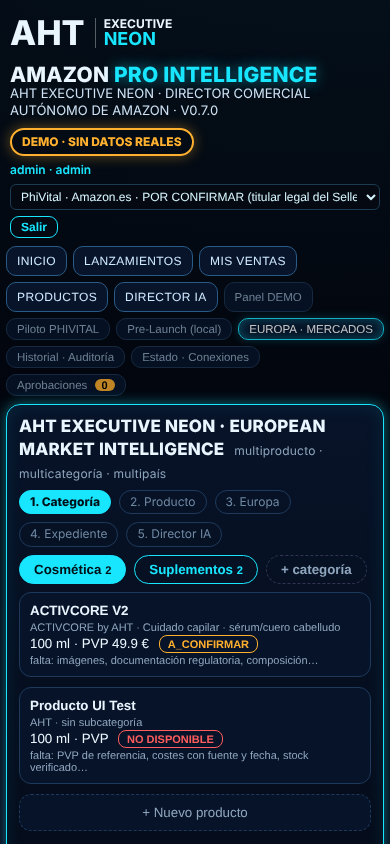 AHT EXECUTIVE
NEON
AMAZON PRO INTELLIGENCE
AHT EXECUTIVE NEON · DIRECTOR COMERCIAL
AUTÓNOMO DE AMAZON · V0.7.0
DEMO · SIN DATOS REALES
admin · admin
PhiVital · Amazon.es · POR CONFIRMAR (titular legal del Selle
Salir
INICIO LANZAMIENTOS MIS VENTAS
PRODUCTOS DIRECTOR IA Panel DEMO
Piloto PHIVITAL Pre-Launch (local) EUROPA · MERCADOS
Historial · Auditoría Estado · Conexiones
Aprobaciones 0
AHT EXECUTIVE NEON · EUROPEAN
MARKET INTELLIGENCE multiproducto ·
multicategoría · multipaís
1. Categoría 2. Producto 3. Europa
4. Expediente 5. Director IA
Cosmética 2 Suplementos 2 + categoría
ACTIVCORE V2
ACTIVCORE by AHT · Cuidado capilar · sérum/cuero cabelludo
100 ml · PVP 49.9 € A_CONFIRMAR
falta: imágenes, documentación regulatoria, composición…
Producto UI Test
AHT · sin subcategoría
100 ml · PVP NO DISPONIBLE
falta: PVP de referencia, costes con fuente y fecha, stock
verificado…
+ Nuevo producto